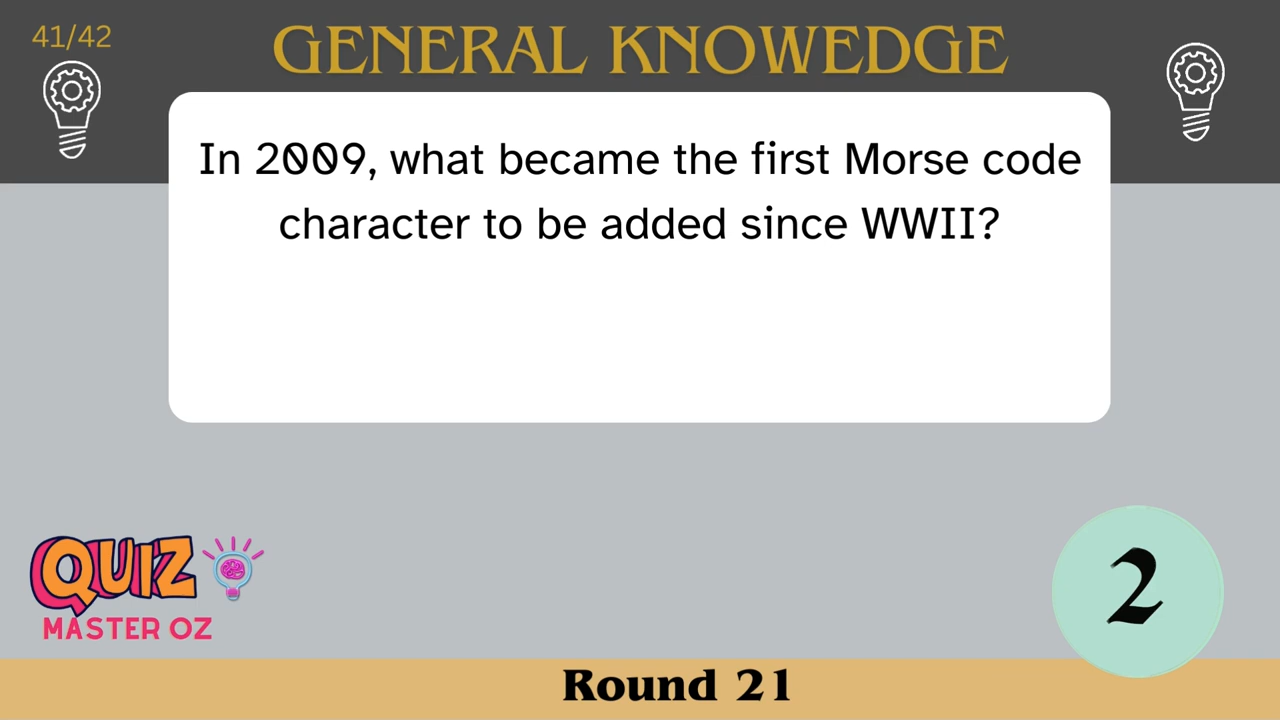 41/42
GENERAL KNOWEDGE
In 2009, what became the first Morse code
character to be added since WWII?
QUIZ
MASTER OZ
2
Round 21